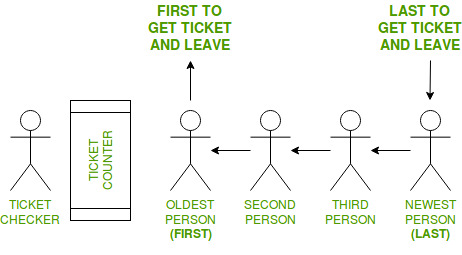 FIRST TO
GET TICKET
AND LEAVE
LAST TO
GET TICKET
AND LEAVE
TICKET
COUNTER
TICKET
CHECKER
OLDEST
PERSON
(FIRST)
SECOND
PERSON
THIRD
PERSON
NEWEST
PERSON
(LAST)